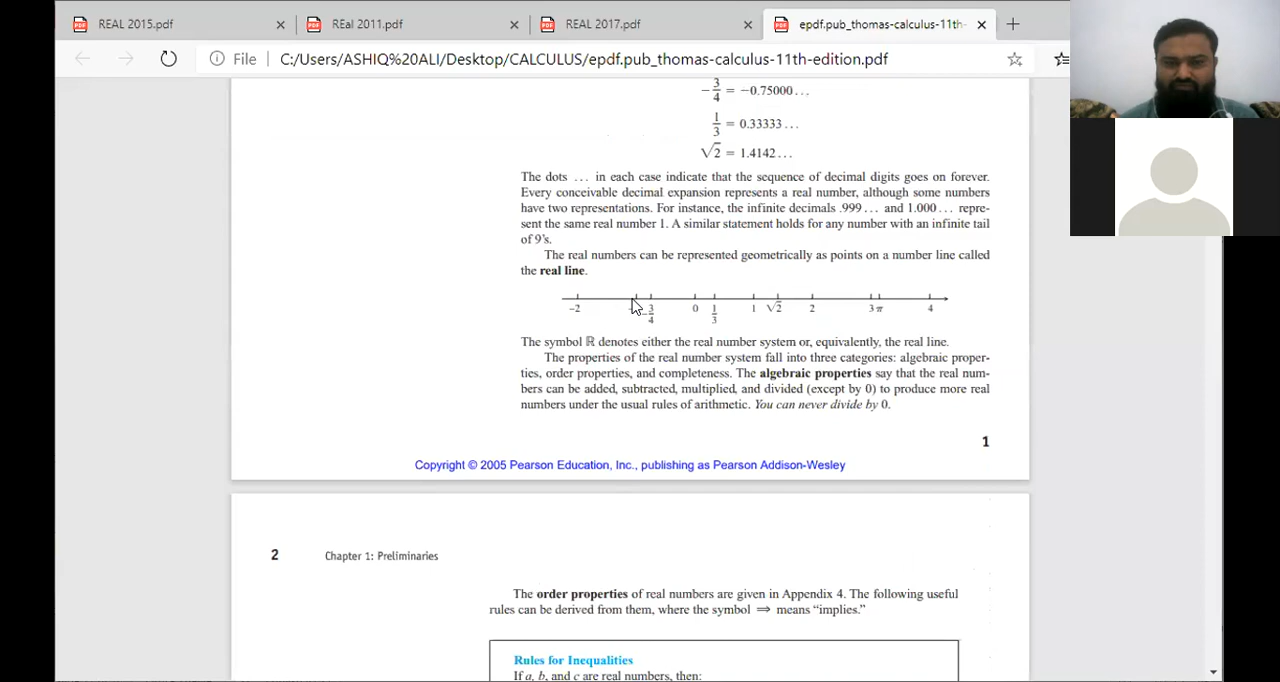 REAL 2015.pdf
REal 2011.pdf
REAL 2017.pdf
epdf.pub_thomas-calculus-11th-
File
C:/Users/ASHIQ%20ALI/Desktop/CALCULUS/epdf.pub_thomas-calculus-11th-edition.pdf
-3/4 = -0.75000...
1/3 = 0.33333...
√2 = 1.4142...
The dots ... in each case indicate that the sequence of decimal digits goes on forever.
Every conceivable decimal expansion represents a real number, although some numbers
have two representations. For instance, the infinite decimals .999... and 1.000... repre-
sent the same real number 1. A similar statement holds for any number with an infinite tail
of 9's.
The real numbers can be represented geometrically as points on a number line called
the real line.
-2 -3/4 0 1/3 1 √2 2 3 π 4
The symbol ℝ denotes either the real number system or, equivalently, the real line.
The properties of the real number system fall into three categories: algebraic proper-
ties, order properties, and completeness. The algebraic properties say that the real num-
bers can be added, subtracted, multiplied, and divided (except by 0) to produce more real
numbers under the usual rules of arithmetic. You can never divide by 0.
1
Copyright © 2005 Pearson Education, Inc., publishing as Pearson Addison-Wesley
2 Chapter 1: Preliminaries
The order properties of real numbers are given in Appendix 4. The following useful
rules can be derived from them, where the symbol ⇒ means "implies."
Rules for Inequalities
If a, b, and c are real numbers, then: